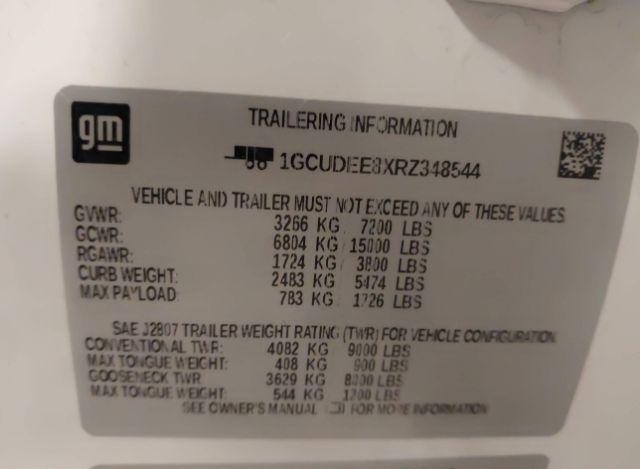 gm
TRAILERING INFORMATION
1GCUDEE8XRZ348544
VEHICLE AND TRAILER MUST NOT EXCEED ANY OF THESE VALUES
GVWR: 3266 KG 7200 LBS
GCWR: 6804 KG 15000 LBS
RGAWR: 1724 KG 3800 LBS
CURB WEIGHT: 2483 KG 5474 LBS
MAX PAYLOAD: 783 KG 1726 LBS
SAE J2807 TRAILER WEIGHT RATING (TWR) FOR VEHICLE CONFIGURATION
CONVENTIONAL TWR: 4082 KG 9000 LBS
MAX TONGUE WEIGHT: 408 KG 900 LBS
GOOSENECK TWR 3629 KG 8000 LBS
MAX TONGUE WEIGHT: 544 KG 1200 LBS
SEE OWNER'S MANUAL FOR MORE INFORMATION